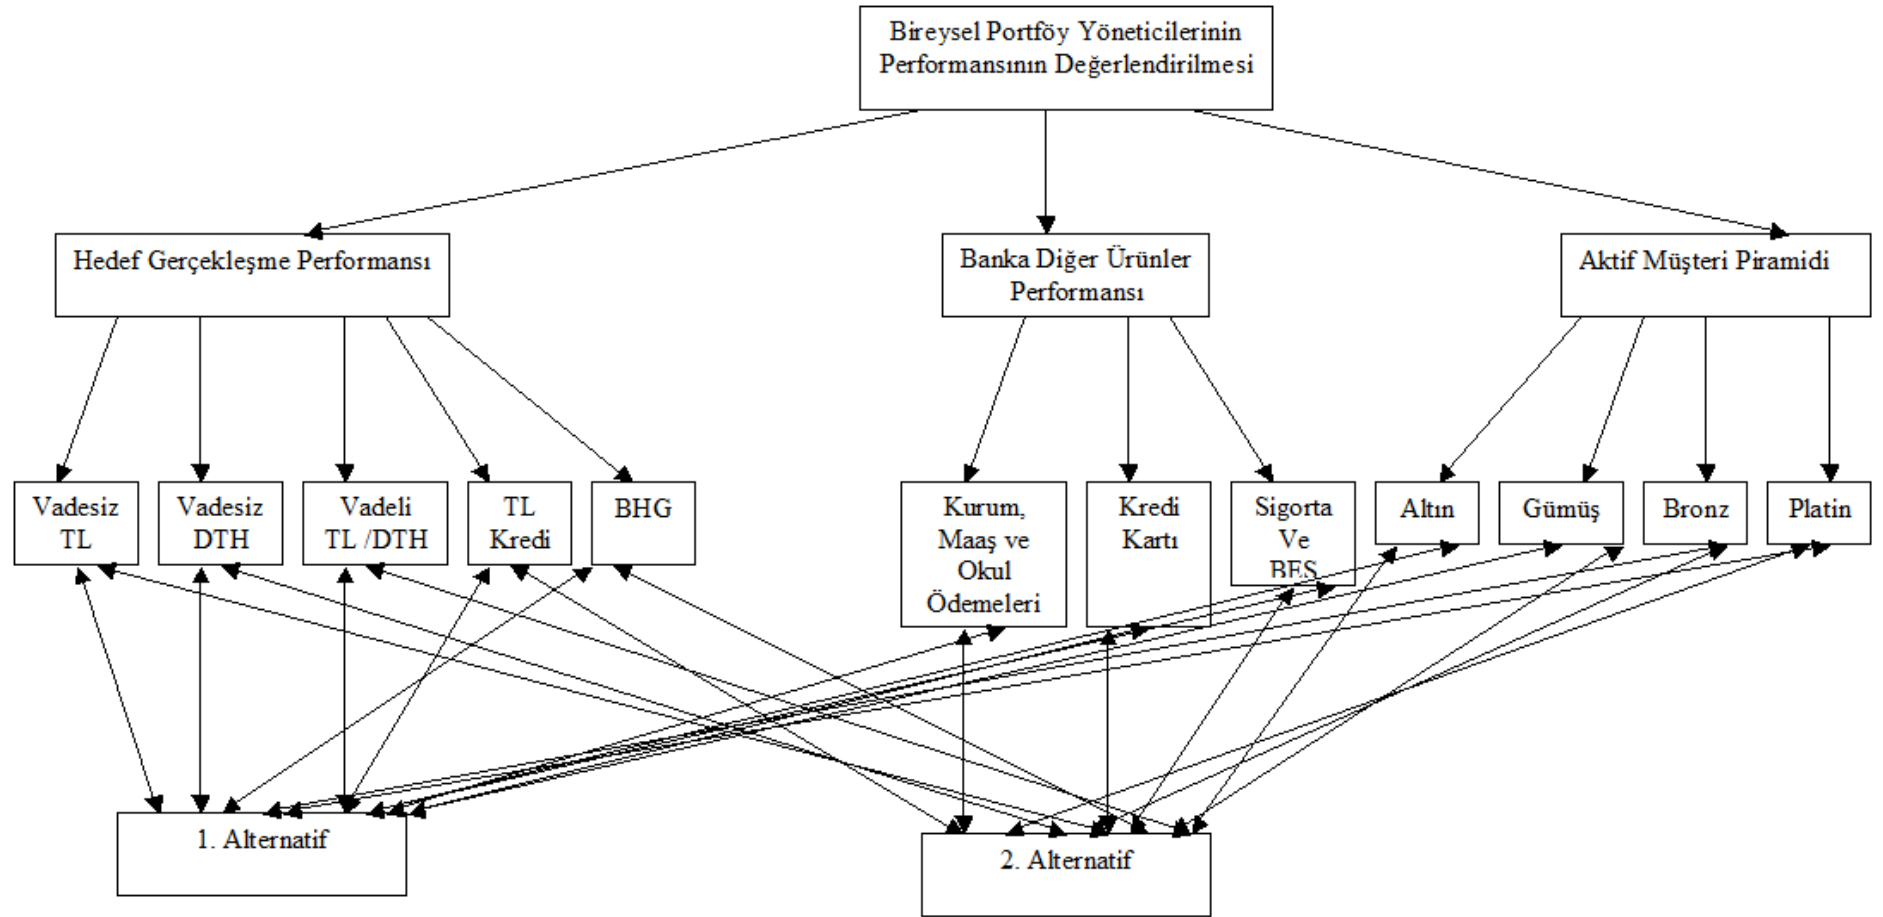 Bireysel Portföy Yöneticilerinin
Performansının Değerlendirilmesi
Hedef Gerçekleşme Performansı
Banka Diğer Ürünler
Performansı
Aktif Müşteri Piramidi
Vadesiz
TL
Vadesiz
DTH
Vadeli
TL /DTH
TL
Kredi
BHG
Kurum,
Maaş ve
Okul
Ödemeleri
Kredi
Kartı
Sigorta
Ve
BES
Altın
Gümüş
Bronz
Platin
1. Alternatif
2. Alternatif